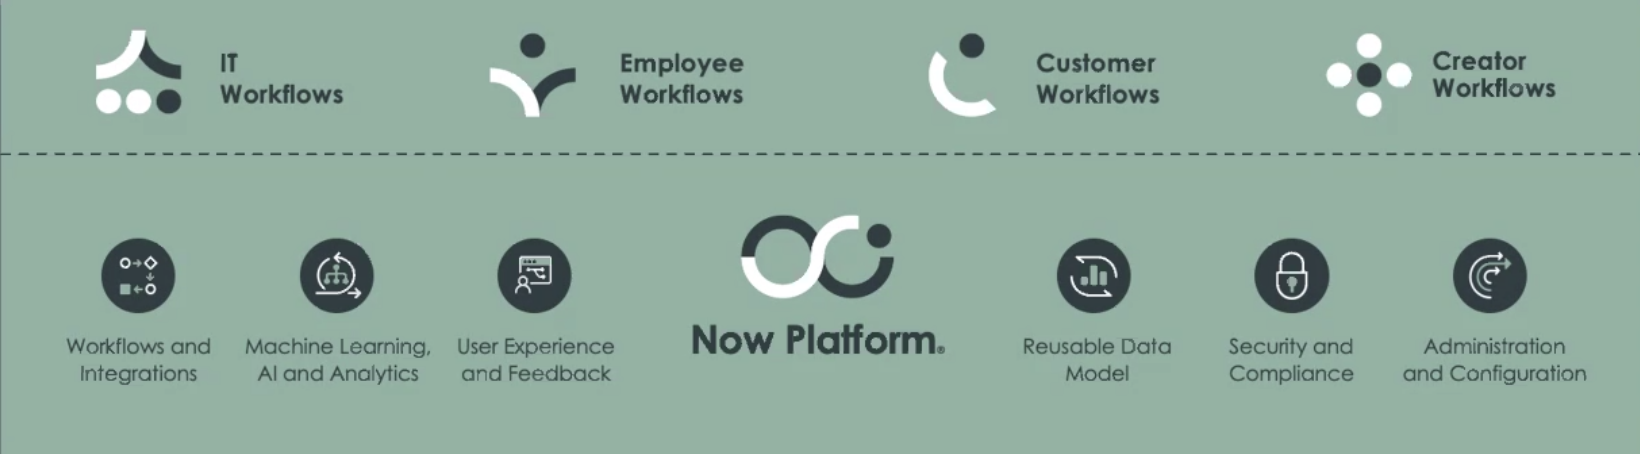 IT
Workflows
Employee
Workflows
Customer
Workflows
Creator
Workflows
Now Platform®
Workflows and
Integrations
Machine Learning,
AI and Analytics
User Experience
and Feedback
Reusable Data
Model
Security and
Compliance
Administration
and Configuration